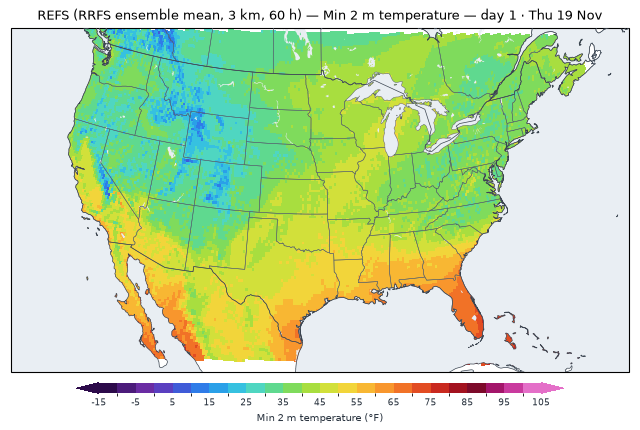 REFS (RRFS ensemble mean, 3 km, 60 h) — Min 2 m temperature — day 1 · Thu 19 Nov
-15 -5 5 15 25 35 45 55 65 75 85 95 105
Min 2 m temperature (°F)